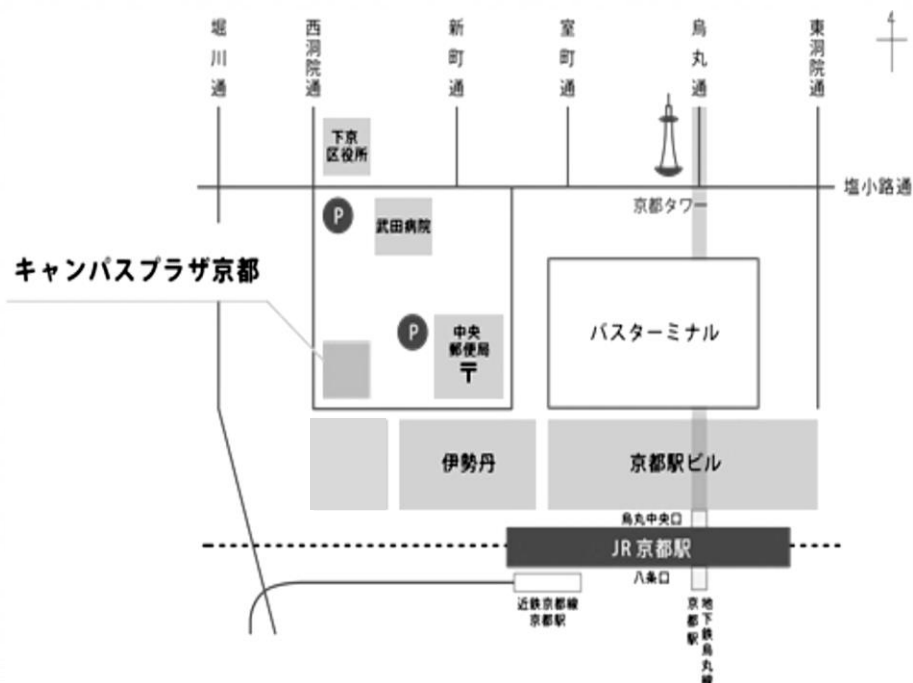 堀川通
西洞院通
新町通
室町通
烏丸通
東洞院通
4
下京
区役所
塩小路通
P
武田病院
京都タワー
キャンパスプラザ京都
P
中央
郵便局
〒
バスターミナル
伊勢丹
京都駅ビル
烏丸中央口
JR 京都駅
八条口
近鉄京都線
京都駅
地下鉄烏丸線
京都駅